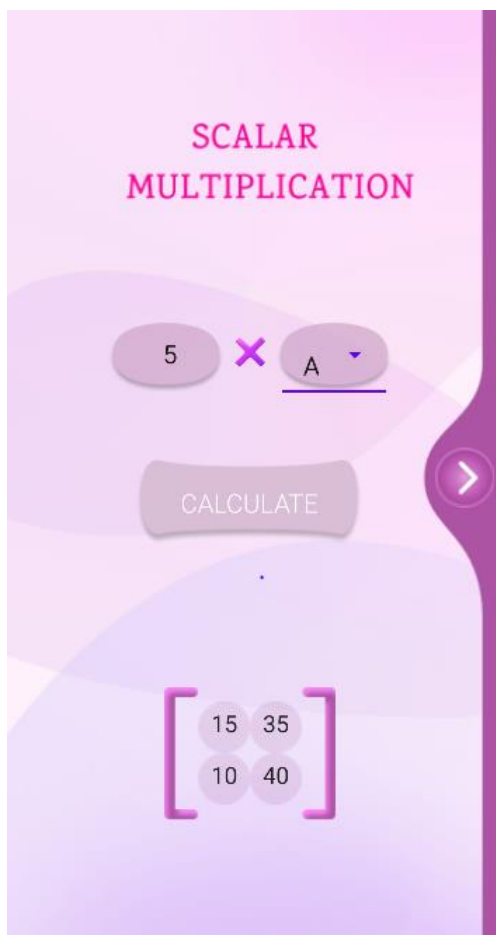 SCALAR
MULTIPLICATION
5 × A
CALCULATE
15 35
10 40